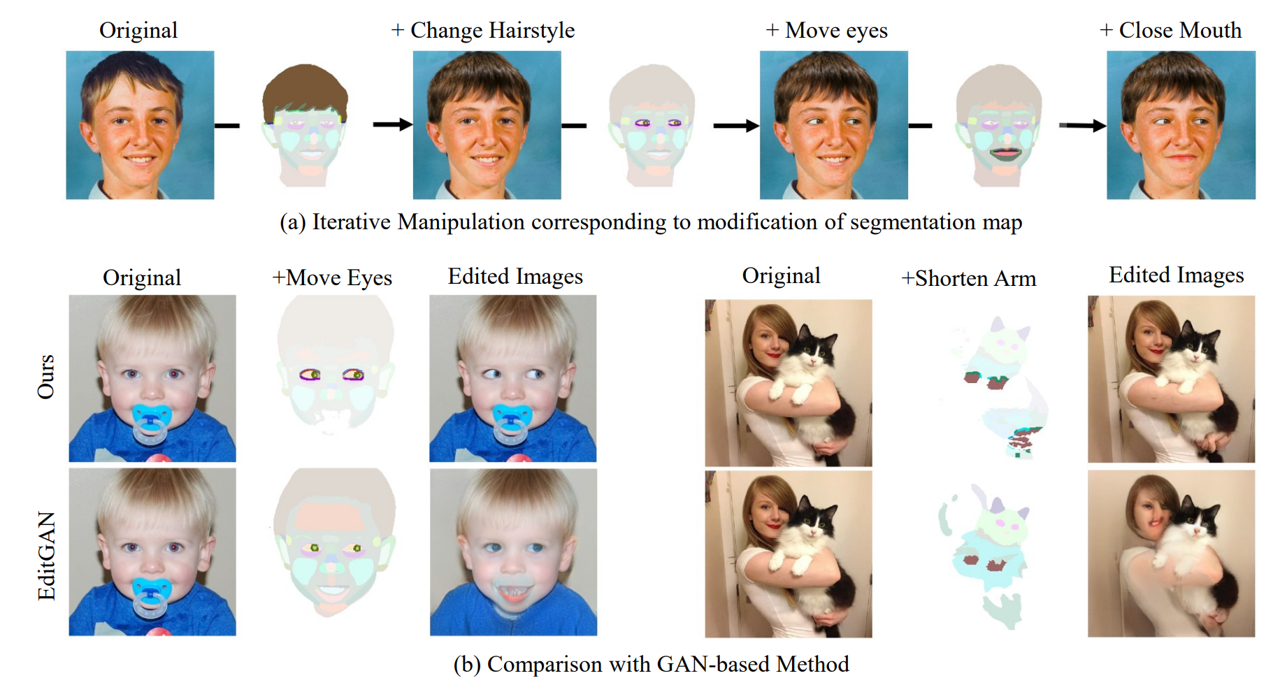 Original
+ Change Hairstyle
+ Move eyes
+ Close Mouth
(a) Iterative Manipulation corresponding to modification of segmentation map
Original
+Move Eyes
Edited Images
Original
+Shorten Arm
Edited Images
Ours
EditGAN
(b) Comparison with GAN-based Method